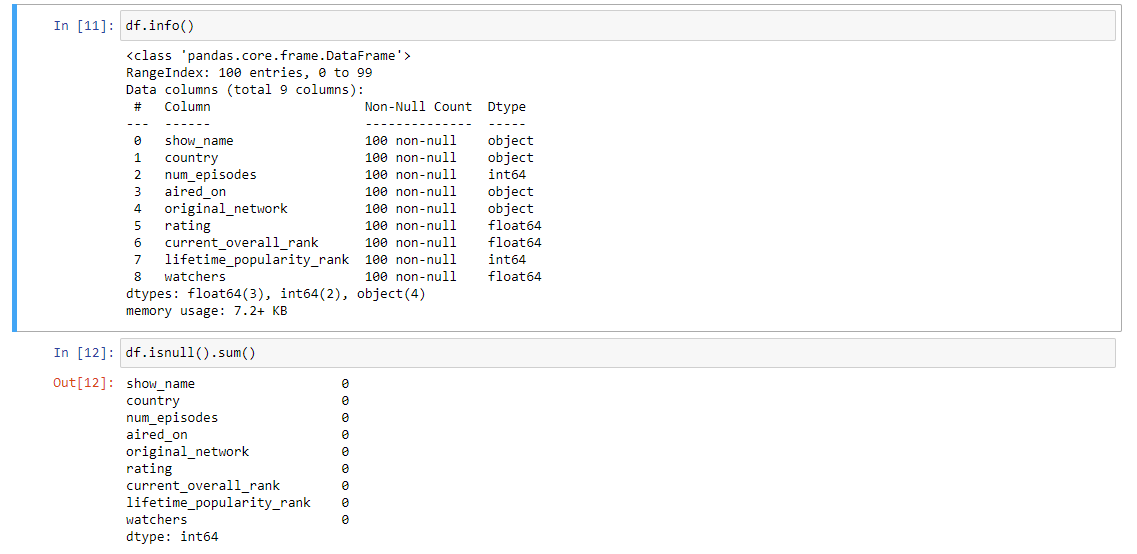 In [11]: df.info()
<class 'pandas.core.frame.DataFrame'>
RangeIndex: 100 entries, 0 to 99
Data columns (total 9 columns):
 #   Column                    Non-Null Count  Dtype
---  ------                    --------------  -----
 0   show_name                 100 non-null    object
 1   country                   100 non-null    object
 2   num_episodes              100 non-null    int64
 3   aired_on                  100 non-null    object
 4   original_network          100 non-null    object
 5   rating                    100 non-null    float64
 6   current_overall_rank      100 non-null    float64
 7   lifetime_popularity_rank  100 non-null    int64
 8   watchers                  100 non-null    float64
dtypes: float64(3), int64(2), object(4)
memory usage: 7.2+ KB
In [12]: df.isnull().sum()
Out[12]: show_name                   0
country                     0
num_episodes                0
aired_on                    0
original_network            0
rating                      0
current_overall_rank        0
lifetime_popularity_rank    0
watchers                    0
dtype: int64